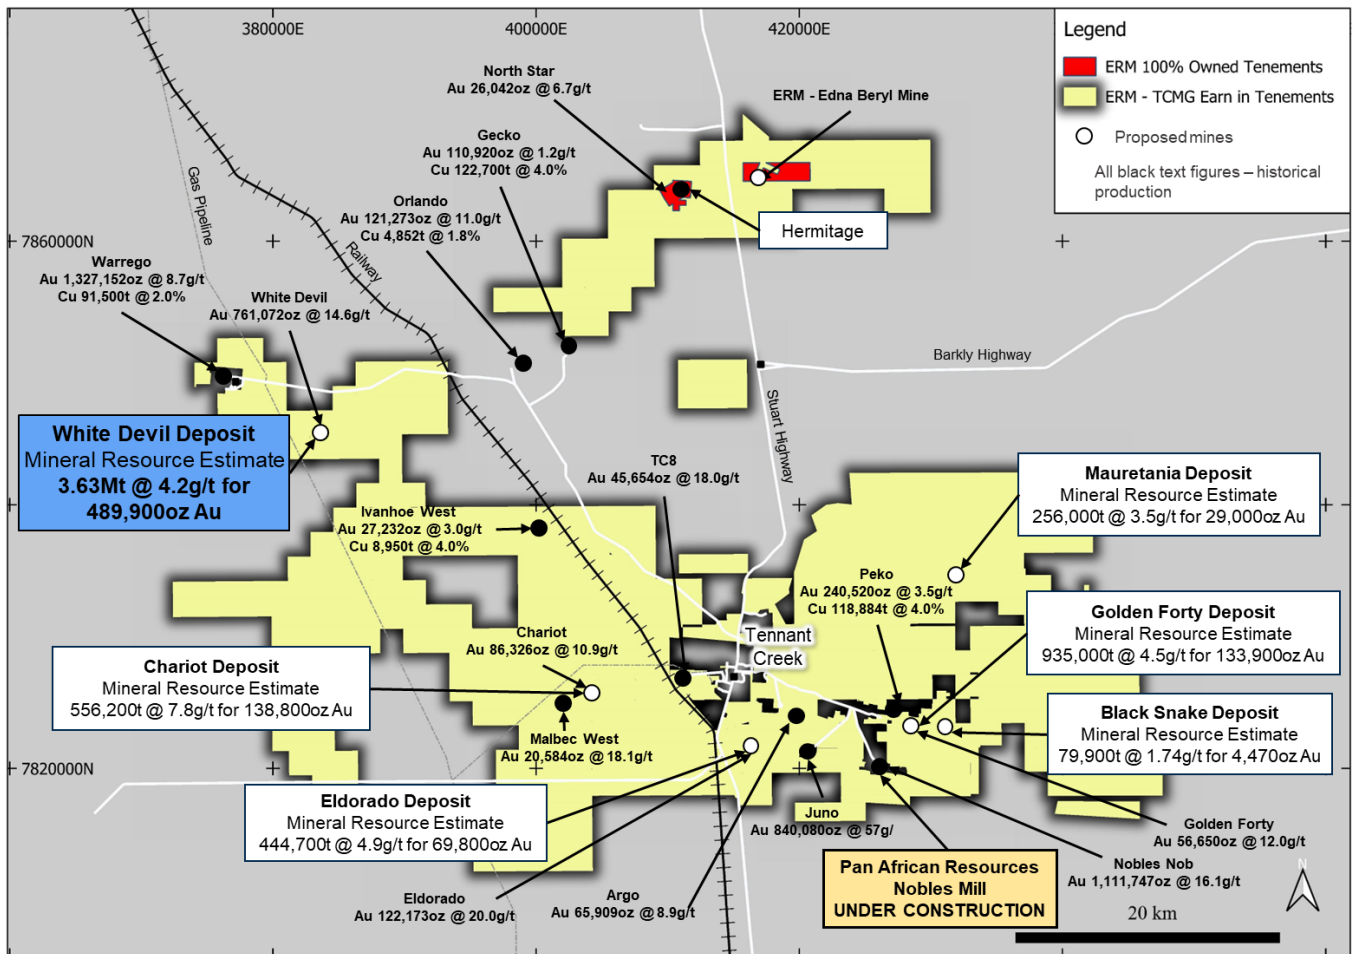 380000E
400000E
420000E
Legend
ERM 100% Owned Tenements
ERM - TCMG Earn in Tenements
Proposed mines
All black text figures – historical
production
North Star
Au 26,042oz @ 6.7g/t
ERM - Edna Beryl Mine
Gecko
Au 110,920oz @ 1.2g/t
Cu 122,700t @ 4.0%
Orlando
Au 121,273oz @ 11.0g/t
Cu 4,852t @ 1.8%
Hermitage
Gas Pipeline
Railway
7860000N
Warrego
Au 1,327,152oz @ 8.7g/t
Cu 91,500t @ 2.0%
White Devil
Au 761,072oz @ 14.6g/t
Barkly Highway
Stuart Highway
White Devil Deposit
Mineral Resource Estimate
3.63Mt @ 4.2g/t for
489,900oz Au
TC8
Au 45,654oz @ 18.0g/t
Mauretania Deposit
Mineral Resource Estimate
256,000t @ 3.5g/t for 29,000oz Au
Ivanhoe West
Au 27,232oz @ 3.0g/t
Cu 8,950t @ 4.0%
Peko
Au 240,520oz @ 3.5g/t
Cu 118,884t @ 4.0%
Golden Forty Deposit
Mineral Resource Estimate
935,000t @ 4.5g/t for 133,900oz Au
Tennant
Creek
Chariot
Au 86,326oz @ 10.9g/t
Chariot Deposit
Mineral Resource Estimate
556,200t @ 7.8g/t for 138,800oz Au
Black Snake Deposit
Mineral Resource Estimate
79,900t @ 1.74g/t for 4,470oz Au
Malbec West
Au 20,584oz @ 18.1g/t
7820000N
Eldorado Deposit
Mineral Resource Estimate
444,700t @ 4.9g/t for 69,800oz Au
Juno
Au 840,080oz @ 57g/
Golden Forty
Au 56,650oz @ 12.0g/t
Pan African Resources
Nobles Mill
UNDER CONSTRUCTION
Nobles Nob
Au 1,111,747oz @ 16.1g/t
Eldorado
Au 122,173oz @ 20.0g/t
Argo
Au 65,909oz @ 8.9g/t
N
20 km